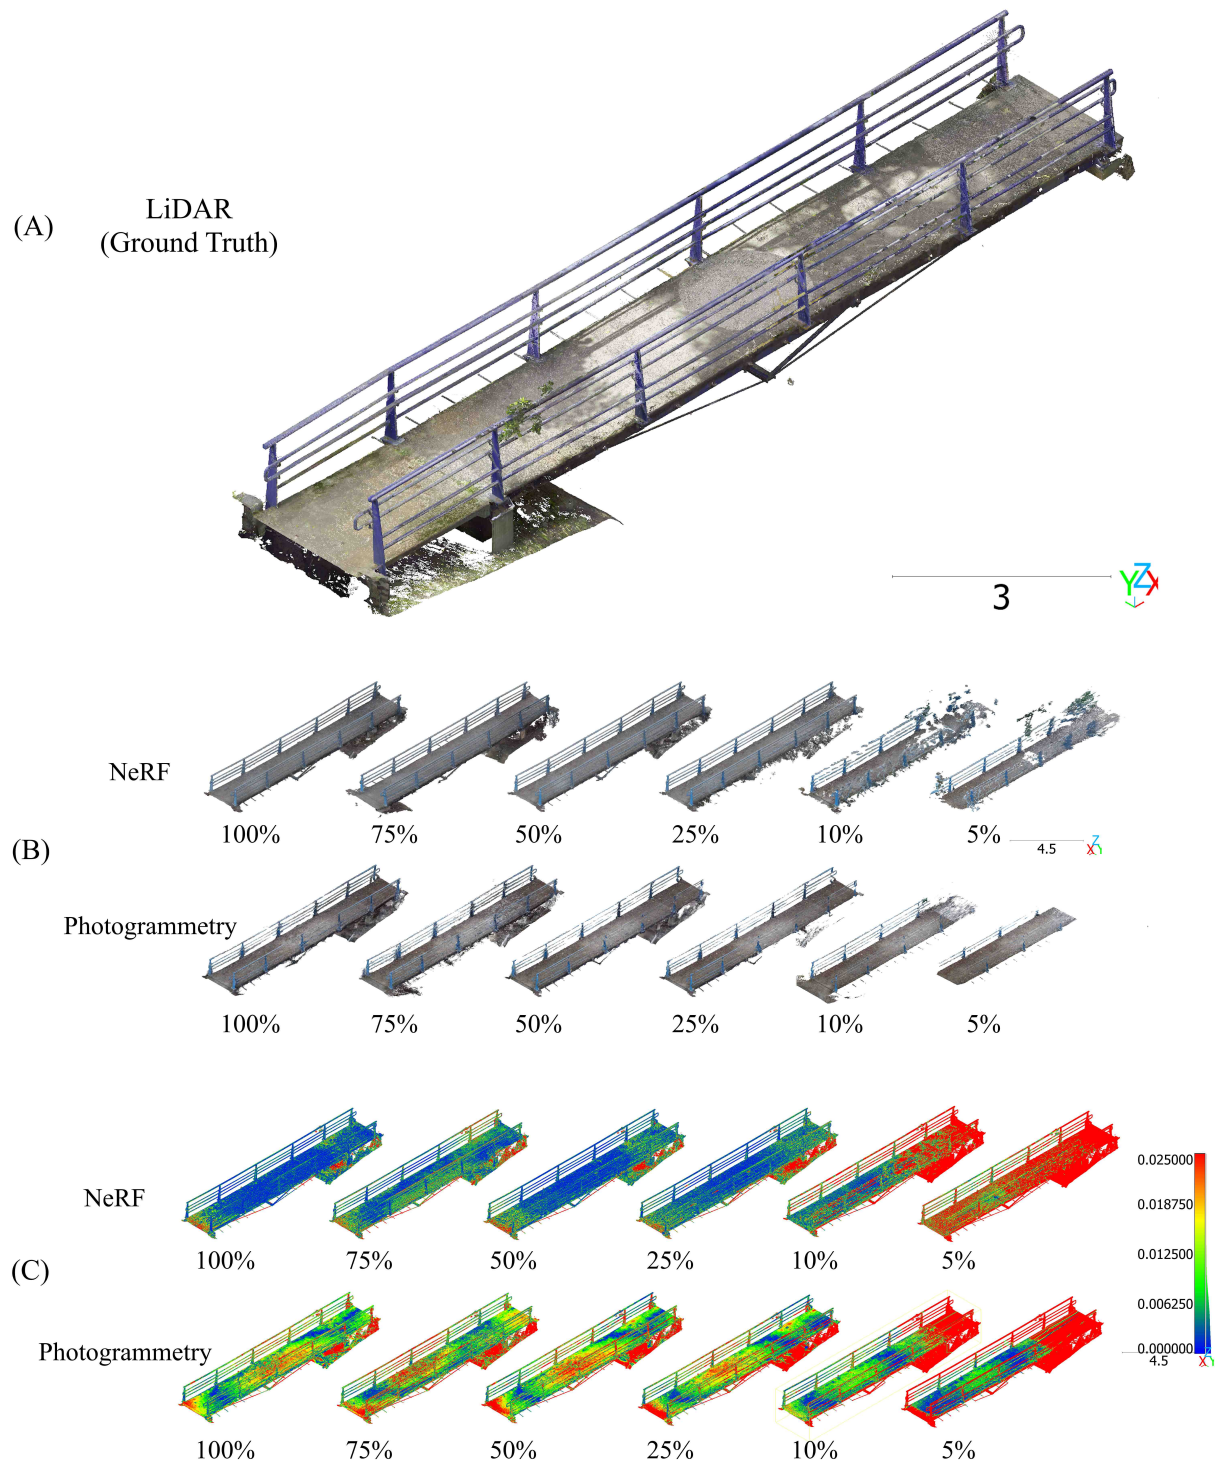 (A)
LiDAR
(Ground Truth)
3
Y Z X
NeRF
100% 75% 50% 25% 10% 5%
4.5
Z
X Y
(B)
Photogrammetry
100% 75% 50% 25% 10% 5%
NeRF
100% 75% 50% 25% 10% 5%
(C)
Photogrammetry
100% 75% 50% 25% 10% 5%
0.025000
0.018750
0.012500
0.006250
0.000000
4.5
Z
X Y